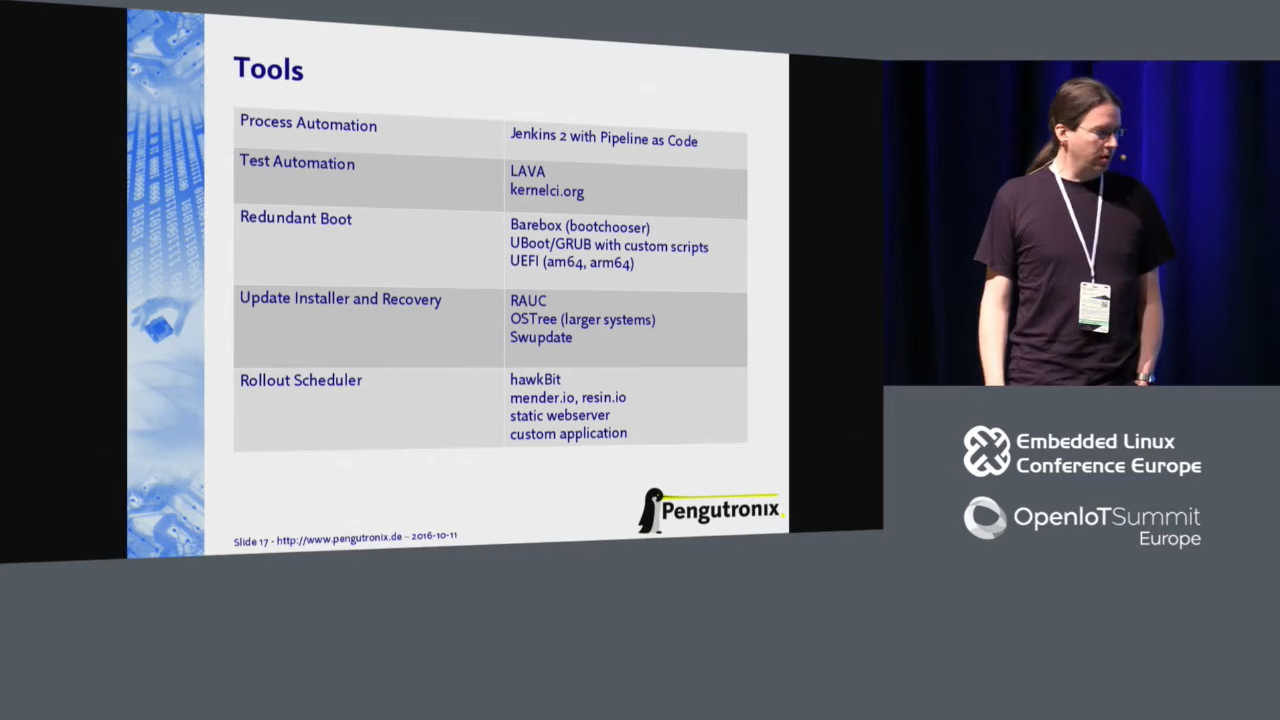 Tools
Process Automation
Jenkins 2 with Pipeline as Code
Test Automation
LAVA
kernelci.org
Redundant Boot
Barebox (bootchooser)
UBoot/GRUB with custom scripts
UEFI (am64, arm64)
Update Installer and Recovery
RAUC
OSTree (larger systems)
Swupdate
Rollout Scheduler
hawkBit
mender.io, resin.io
static webserver
custom application
Pengutronix
Slide 17 - http://www.pengutronix.de – 2016-10-11
Embedded Linux
Conference Europe
OpenIoTSummit
Europe